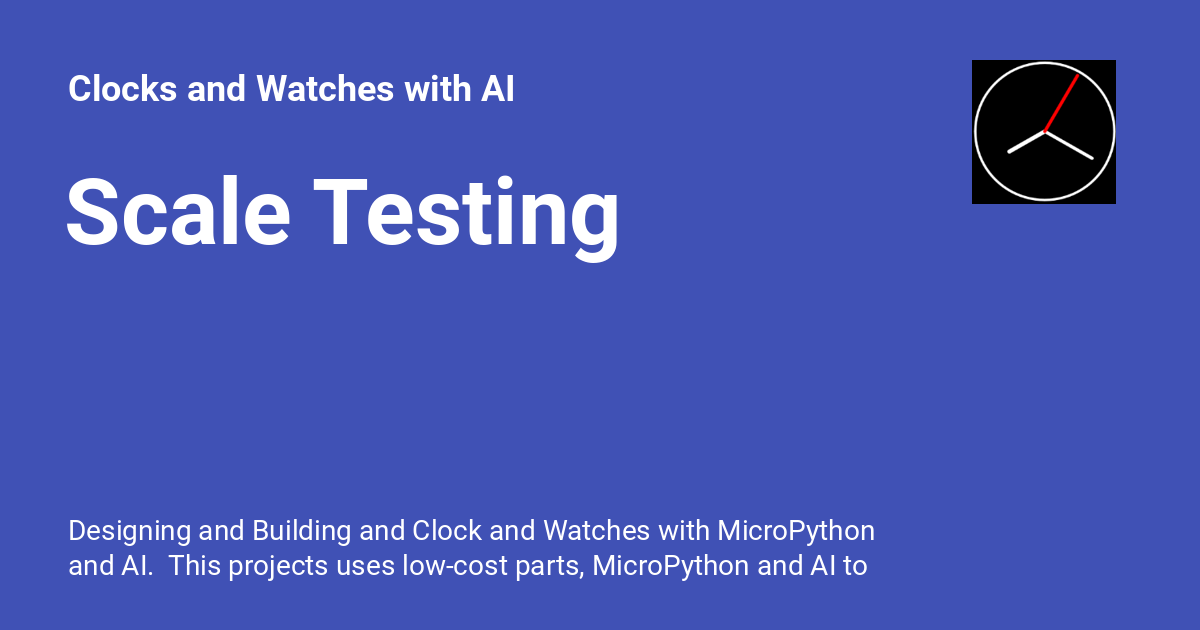 Clocks and Watches with AI
Scale Testing
Designing and Building and Clock and Watches with MicroPython
and AI.  This projects uses low-cost parts, MicroPython and AI to